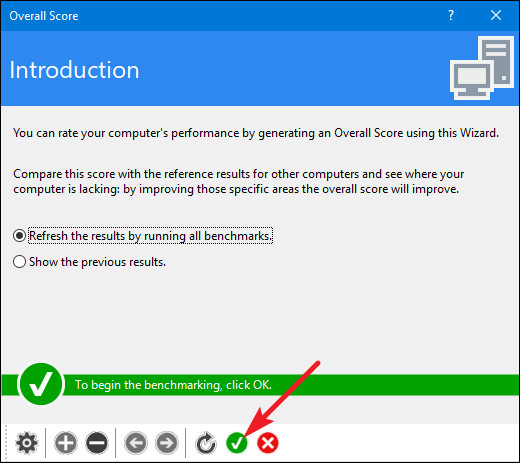 Overall Score
Introduction
You can rate your computer's performance by generating an Overall Score using this Wizard.
Compare this score with the reference results for other computers and see where your
computer is lacking: by improving those specific areas the overall score will improve.
Refresh the results by running all benchmarks.
Show the previous results.
To begin the benchmarking, click OK.